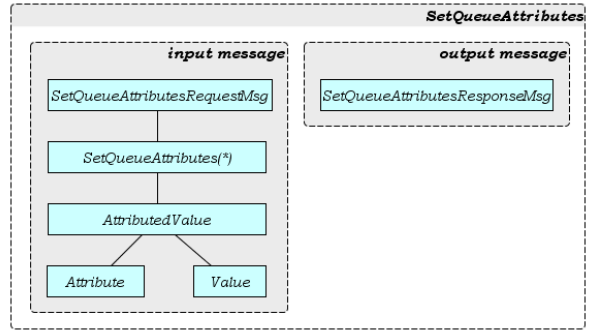 SetQueueAttributes
input message
output message
SetQueueAttributesRequestMsg
SetQueueAttributesResponseMsg
SetQueueAttributes(*)
AttributedValue
Attribute
Value